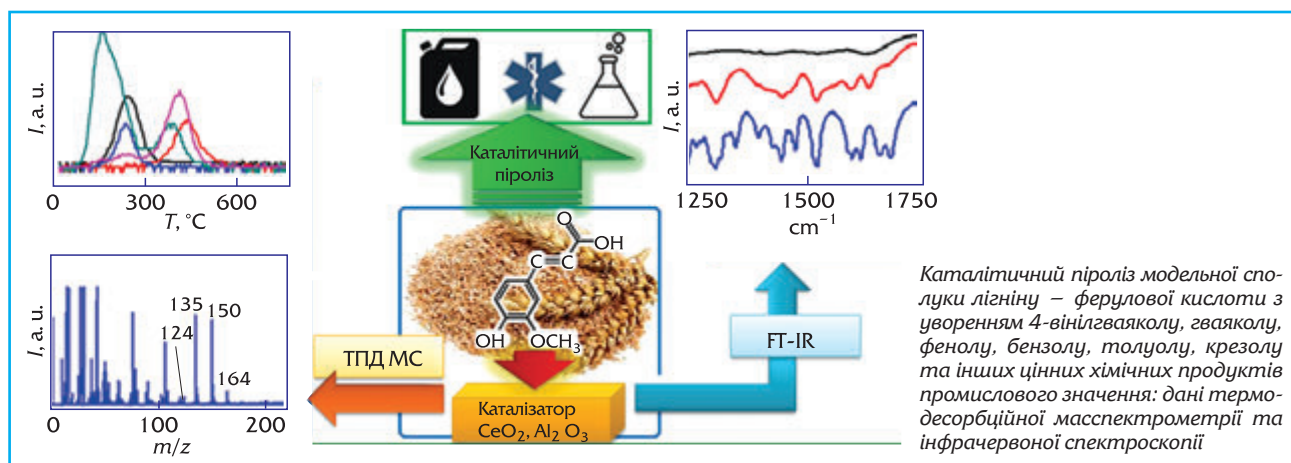 I, a. u.
0 300 600
T, °C
I, a. u.
135 150
124
164
0 100 200
m/z
Каталітичний
піроліз
O
OH
C=C
OH
OCH₃
ТПД МС
FT-IR
Каталізатор
CeO₂, Al₂ O₃
I, a. u.
1250 1500 1750
cm⁻¹
Каталітичний піроліз модельної спо-
луки лігніну – ферулової кислоти з
уворенням 4-вінілгваяколу, гваяколу,
фенолу, бензолу, толуолу, крезолу
та інших цінних хімічних продуктів
промислового значення: дані термо-
десорбційної масспектрометрії та
інфрачервоної спектроскопії